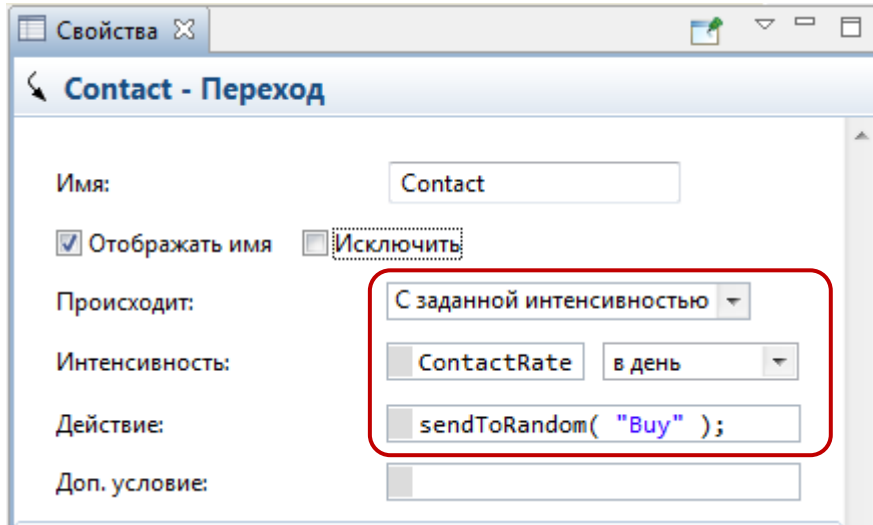 Свойства
Contact - Переход
Имя: Contact
Отображать имя Исключить
Происходит: С заданной интенсивностью
Интенсивность: ContactRate в день
Действие: sendToRandom( "Buy" );
Доп. условие: